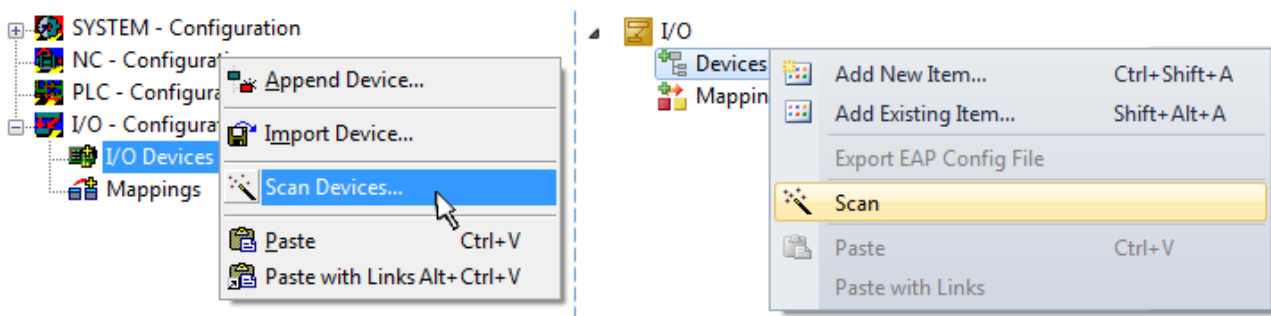 SYSTEM - Configuration
NC - Configurat
PLC - Configura
I/O - Configura
I/O Devices
Mappings
Append Device...
Import Device...
Scan Devices...
Paste Ctrl+V
Paste with Links Alt+Ctrl+V
I/O
Devices
Mappin
Add New Item... Ctrl+Shift+A
Add Existing Item... Shift+Alt+A
Export EAP Config File
Scan
Paste Ctrl+V
Paste with Links